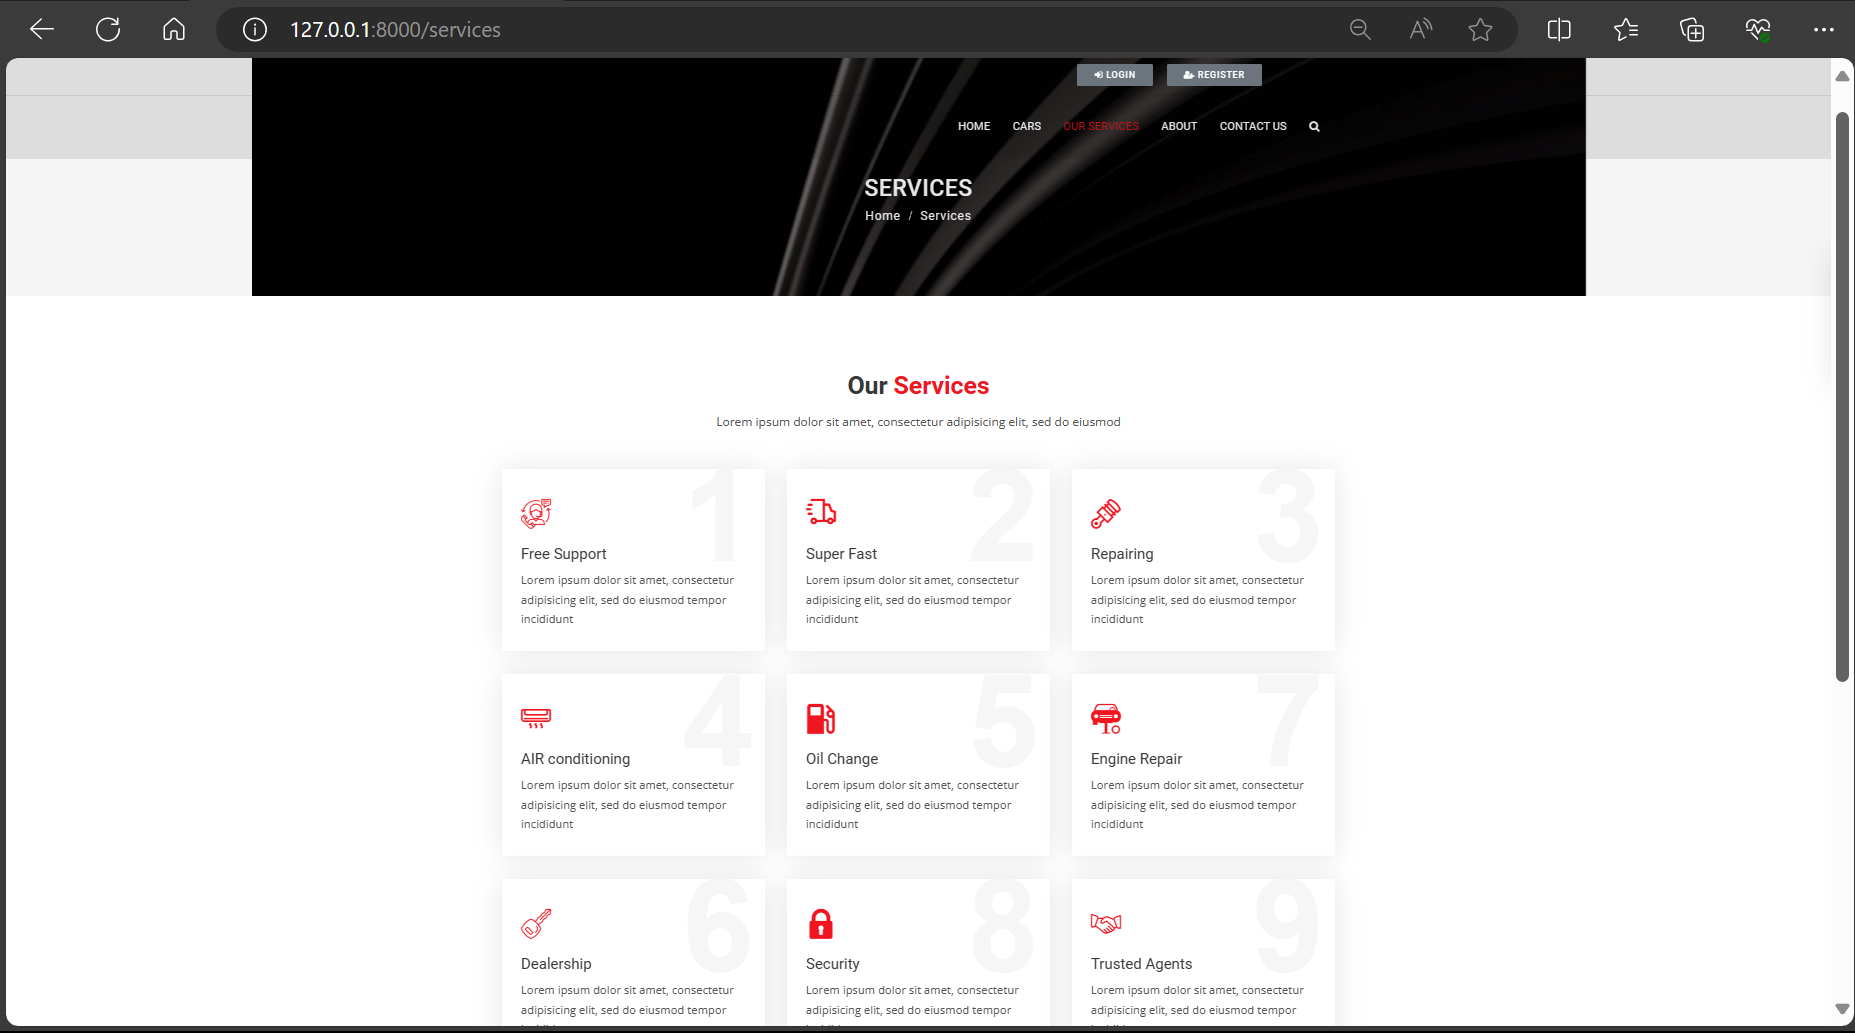 127.0.0.1:8000/services
LOGIN REGISTER
HOME CARS OUR SERVICES ABOUT CONTACT US
SERVICES
Home / Services
Our Services
Lorem ipsum dolor sit amet, consectetur adipisicing elit, sed do eiusmod
1
Free Support
Lorem ipsum dolor sit amet, consectetur
adipisicing elit, sed do eiusmod tempor
incididunt
2
Super Fast
Lorem ipsum dolor sit amet, consectetur
adipisicing elit, sed do eiusmod tempor
incididunt
3
Repairing
Lorem ipsum dolor sit amet, consectetur
adipisicing elit, sed do eiusmod tempor
incididunt
4
AIR conditioning
Lorem ipsum dolor sit amet, consectetur
adipisicing elit, sed do eiusmod tempor
incididunt
5
Oil Change
Lorem ipsum dolor sit amet, consectetur
adipisicing elit, sed do eiusmod tempor
incididunt
7
Engine Repair
Lorem ipsum dolor sit amet, consectetur
adipisicing elit, sed do eiusmod tempor
incididunt
6
Dealership
Lorem ipsum dolor sit amet, consectetur
adipisicing elit, sed do eiusmod tempor
8
Security
Lorem ipsum dolor sit amet, consectetur
adipisicing elit, sed do eiusmod tempor
9
Trusted Agents
Lorem ipsum dolor sit amet, consectetur
adipisicing elit, sed do eiusmod tempor